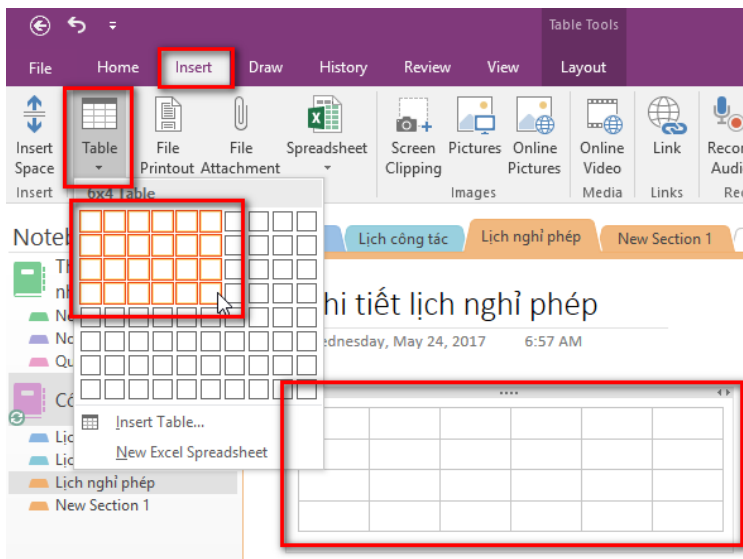 Table Tools
File Home Insert Draw History Review View Layout
Insert Space
Table
File Printout
File Attachment
Spreadsheet
Screen Clipping
Pictures
Online Pictures
Online Video
Link
Insert
6x4 Table
Images
Media
Links
Lịch công tác
Lịch nghỉ phép
New Section 1
hi tiết lịch nghỉ phép
May 24, 2017
6:57 AM
Insert Table...
New Excel Spreadsheet
Lịch nghỉ phép
New Section 1